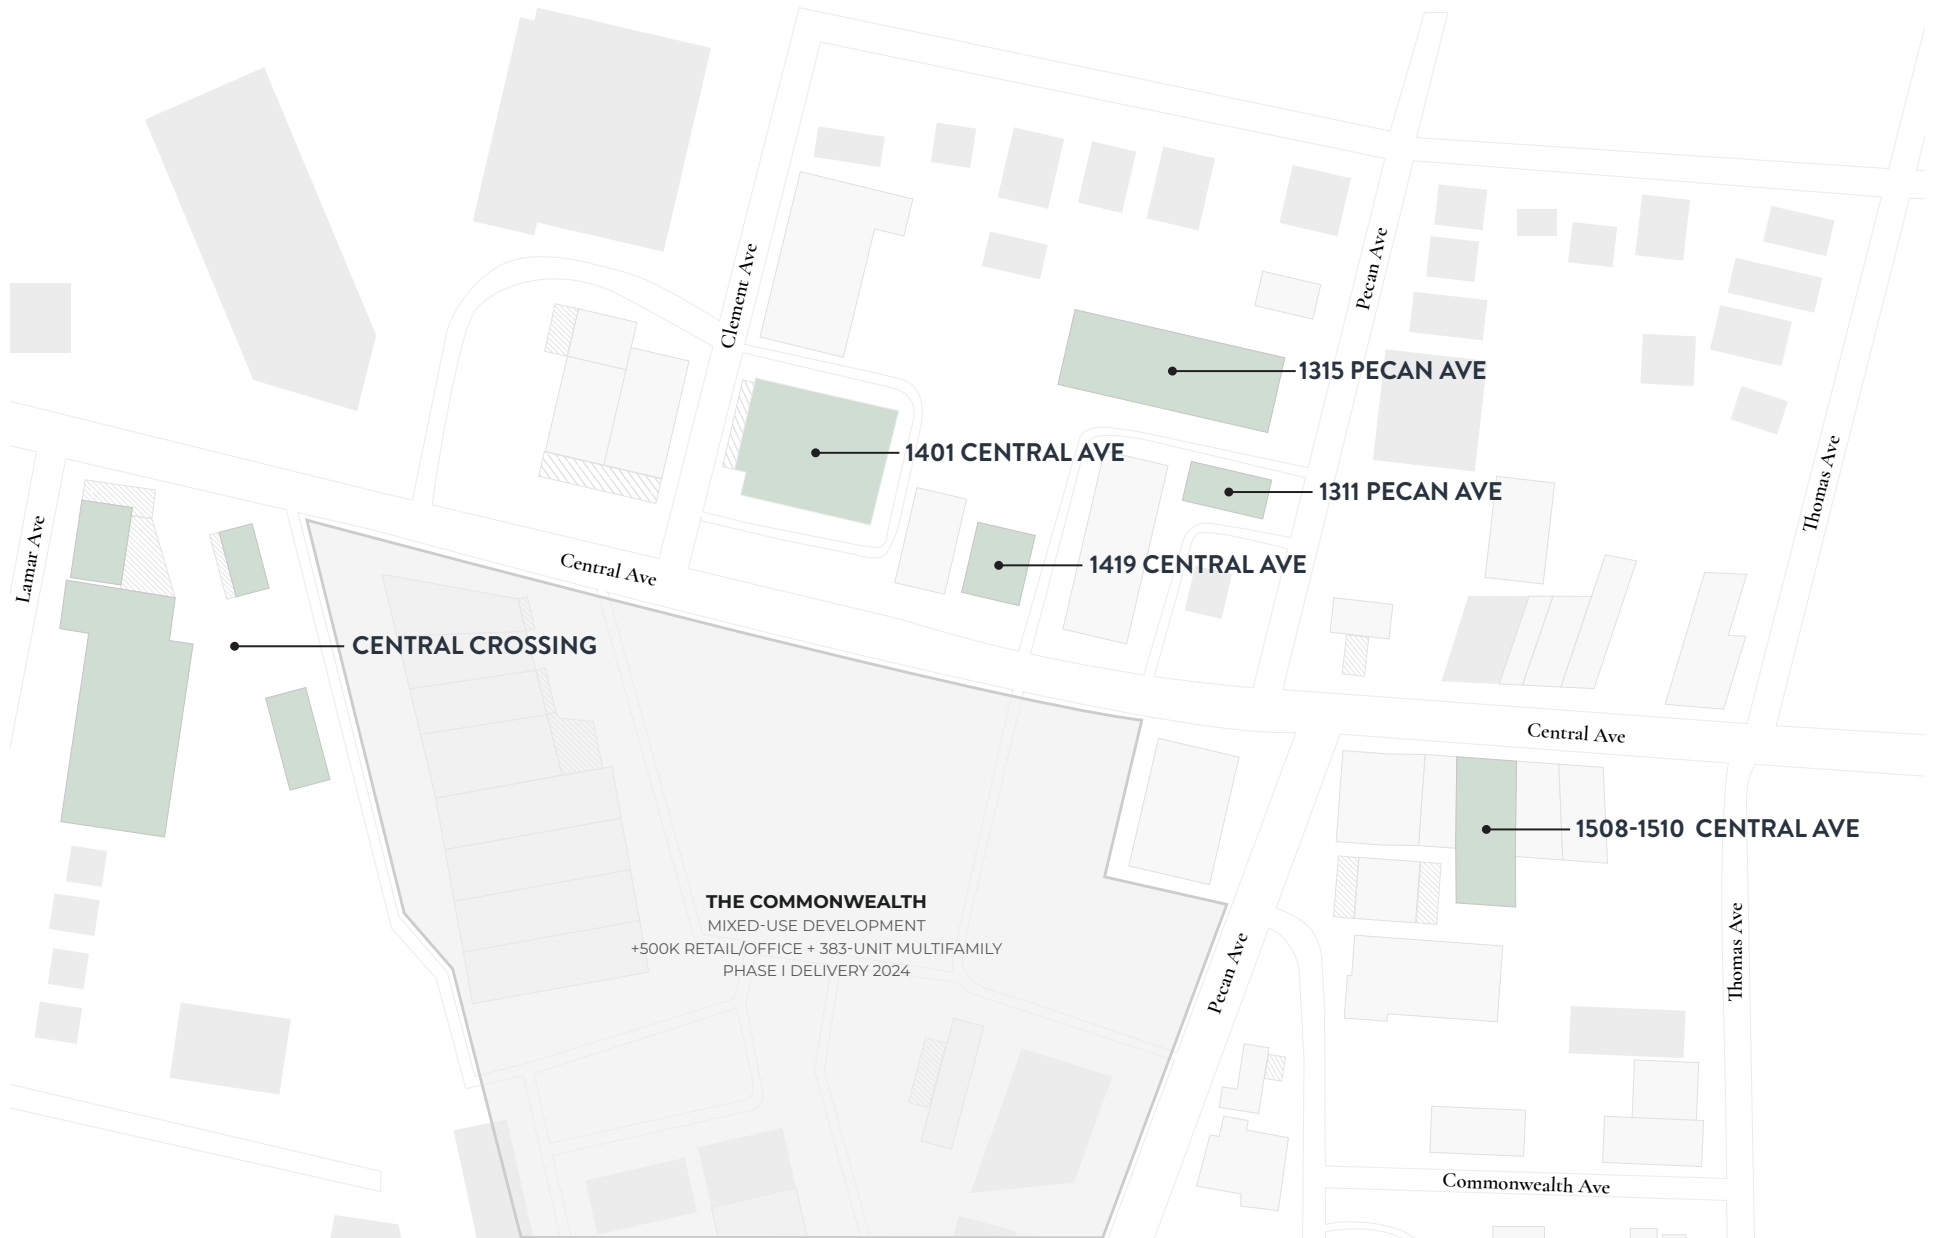 Clement Ave
Pecan Ave
1315 PECAN AVE
1401 CENTRAL AVE
1311 PECAN AVE
Thomas Ave
Lamar Ave
Central Ave
1419 CENTRAL AVE
CENTRAL CROSSING
Central Ave
1508-1510 CENTRAL AVE
THE COMMONWEALTH
MIXED-USE DEVELOPMENT
+500K RETAIL/OFFICE + 383-UNIT MULTIFAMILY
PHASE I DELIVERY 2024
Pecan Ave
Thomas Ave
Commonwealth Ave